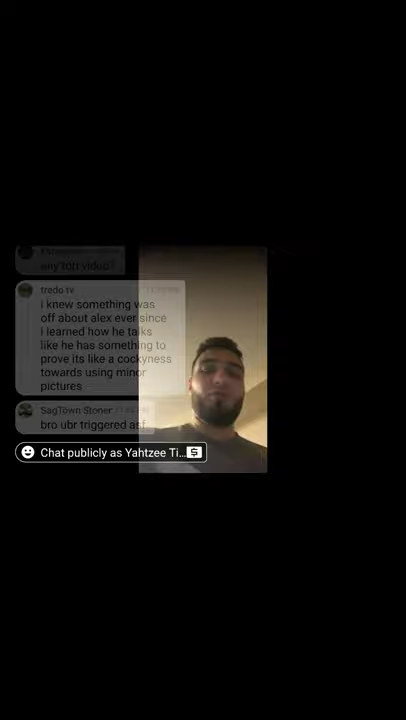 any torr video?
tredo tv
i knew something was
off about alex ever since
i learned how he talks
like he has something to
prove its like a cockyness
towards using minor
pictures
SagTown Stoner
bro ubr triggered asf
Chat publicly as Yahtzee Ti...